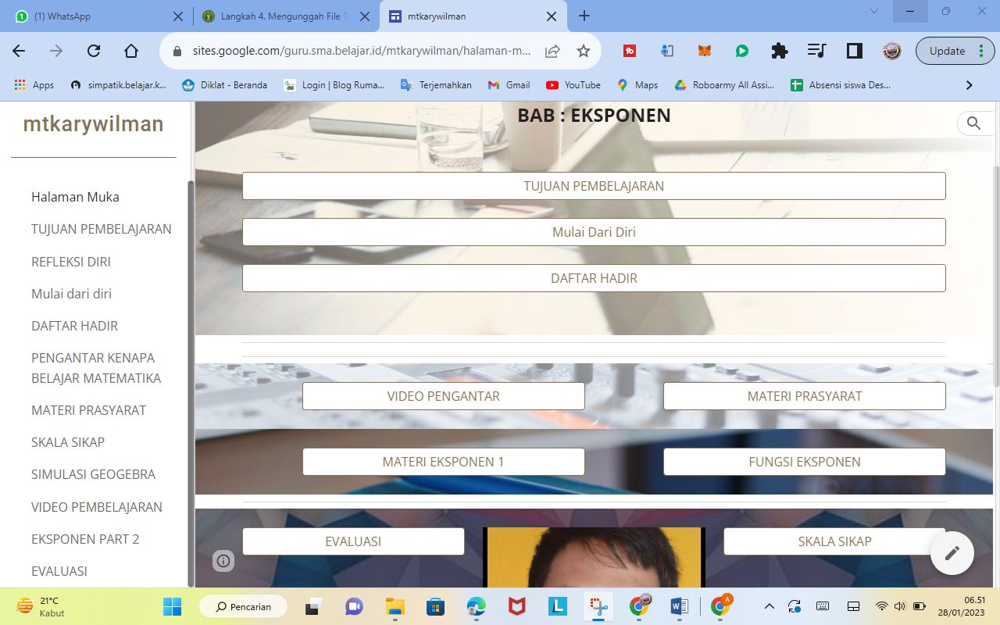 (1) WhatsApp
Langkah 4. Mengunggah File T
mtkarywilman
sites.google.com/guru.sma.belajar.id/mtkarywilman/halaman-m...
Update
Apps
simpatik.belajar.k...
Diklat - Beranda
Login | Blog Ruma...
Terjemahkan
Gmail
YouTube
Maps
Roboarmy All Assi...
Absensi siswa Des...
mtkarywilman
Halaman Muka
TUJUAN PEMBELAJARAN
REFLEKSI DIRI
Mulai dari diri
DAFTAR HADIR
PENGANTAR KENAPA
BELAJAR MATEMATIKA
MATERI PRASYARAT
SKALA SIKAP
SIMULASI GEOGEBRA
VIDEO PEMBELAJARAN
EKSPONEN PART 2
EVALUASI
BAB : EKSPONEN
TUJUAN PEMBELAJARAN
Mulai Dari Diri
DAFTAR HADIR
VIDEO PENGANTAR
MATERI PRASYARAT
MATERI EKSPONEN 1
FUNGSI EKSPONEN
EVALUASI
SKALA SIKAP
21°C
Kabut
Pencarian
06.51
28/01/2023